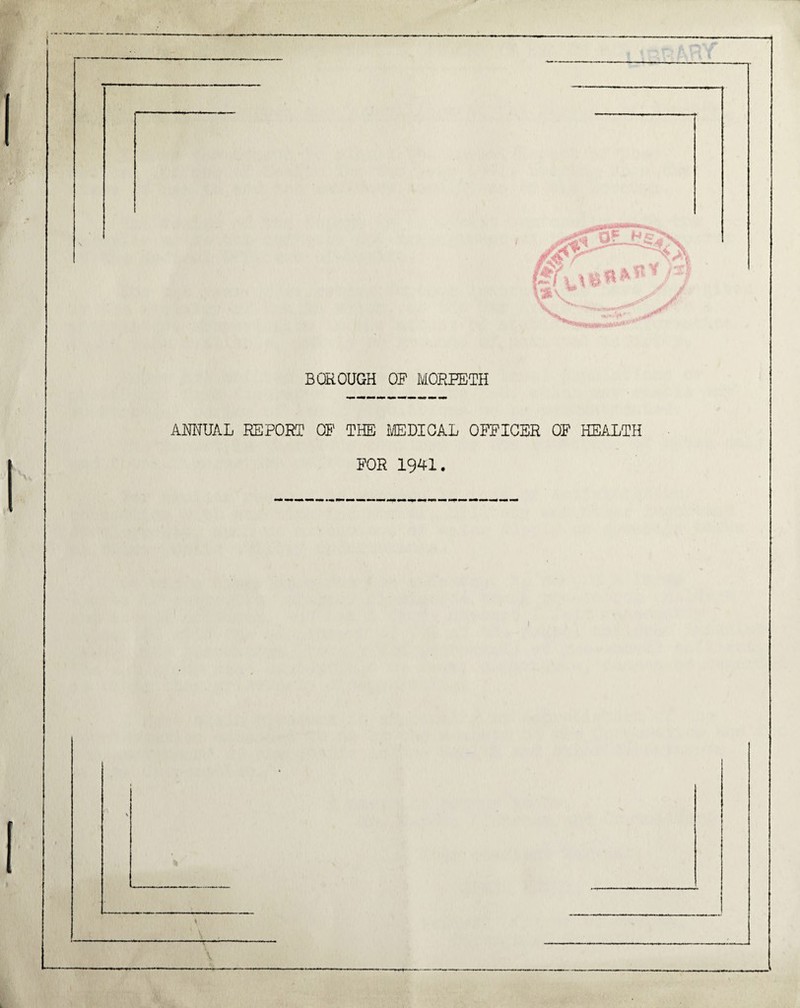 LIBRARY
MINISTRY OF HEALTH
LIBRARY
BOROUGH OF MORPETH
ANNUAL REPORT OF THE MEDICAL OFFICER OF HEALTH
FOR 1941.